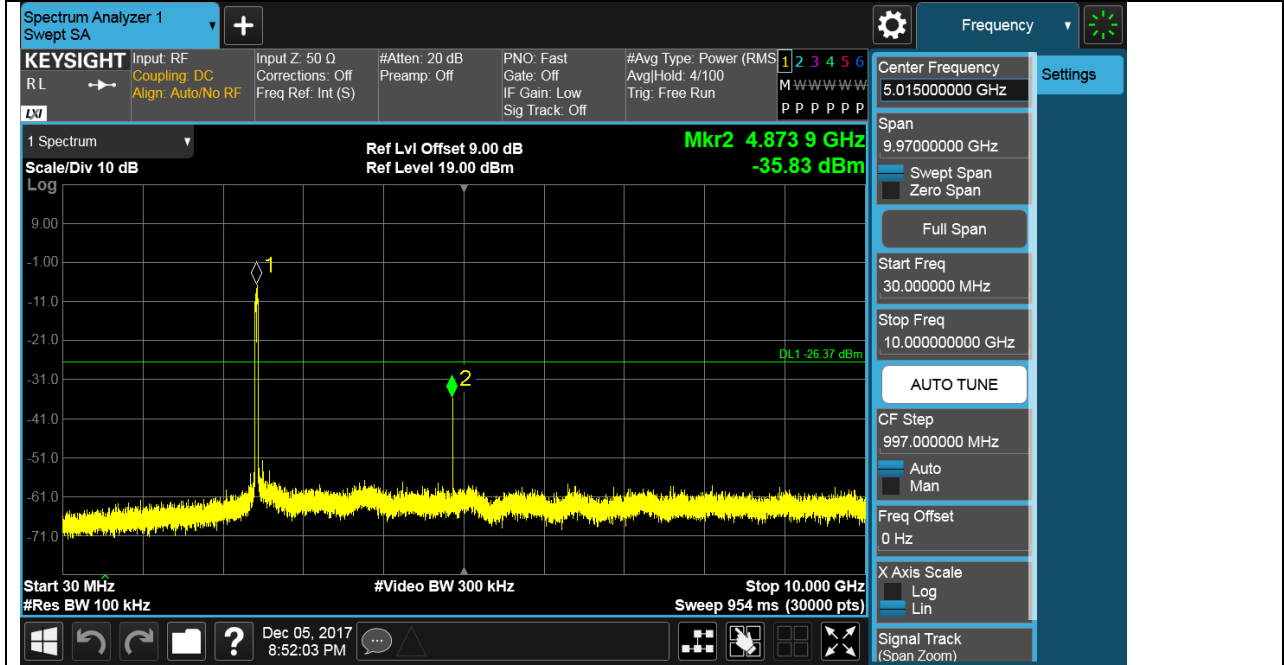 Spectrum Analyzer 1
Swept SA
+
Frequency
KEYSIGHT
R L
LXI
Input: RF
Coupling: DC
Align: Auto/No RF
Input Z: 50 Ω
Corrections: Off
Freq Ref: Int (S)
#Atten: 20 dB
Preamp: Off
PNO: Fast
Gate: Off
IF Gain: Low
Sig Track: Off
#Avg Type: Power (RMS
Avg|Hold: 4/100
Trig: Free Run
1 2 3 4 5 6
M W W W W W
P P P P P P
1 Spectrum
Scale/Div 10 dB
Log
Ref Lvl Offset 9.00 dB
Ref Level 19.00 dBm
Mkr2 4.873 9 GHz
-35.83 dBm
9.00
-1.00
-11.0
-21.0
-31.0
-41.0
-51.0
-61.0
-71.0
1
2
DL1 -26.37 dBm
Start 30 MHz
#Res BW 100 kHz
#Video BW 300 kHz
Stop 10.000 GHz
Sweep 954 ms (30000 pts)
?
Dec 05, 2017
8:52:03 PM
Center Frequency
5.015000000 GHz
Span
9.97000000 GHz
Swept Span
Zero Span
Full Span
Start Freq
30.000000 MHz
Stop Freq
10.000000000 GHz
AUTO TUNE
CF Step
997.000000 MHz
Auto
Man
Freq Offset
0 Hz
X Axis Scale
Log
Lin
Signal Track
(Span Zoom)
Settings